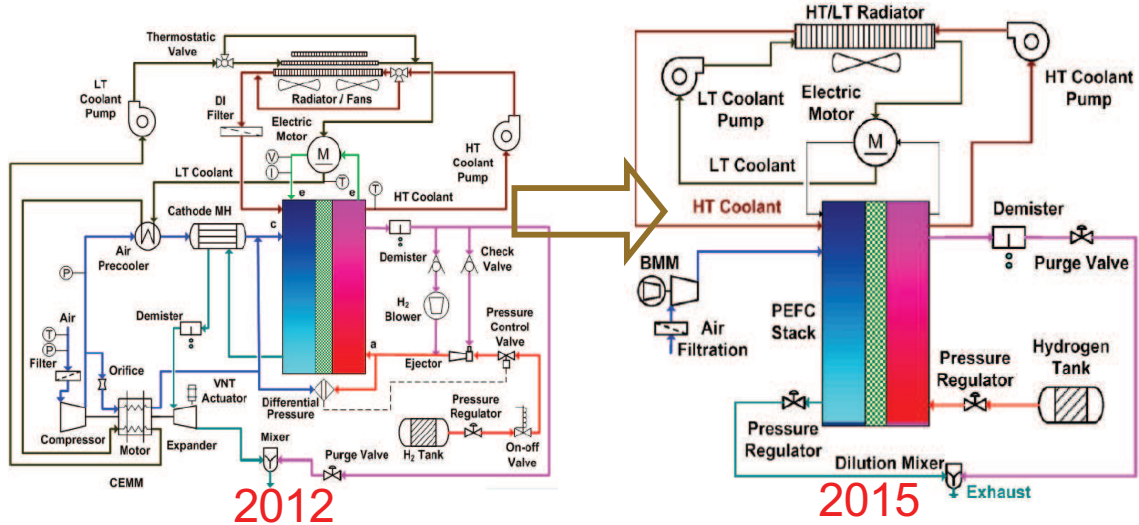 Thermostatic
Valve
LT
Coolant
Pump
DI
Filter
Radiator / Fans
Electric
Motor
M
V
I
T
T
HT
Coolant
Pump
LT Coolant
HT Coolant
e
e
Cathode MH
c
Air
Precooler
P
Demister
Check
Valve
H2
Blower
Pressure
Control
Valve
Air
T
P
Filter
Demister
Orifice
VNT
Actuator
a
Ejector
Differential
Pressure
Pressure
Regulator
Compressor
Motor
Expander
Mixer
H2 Tank
On-off
Valve
Purge Valve
CEMM
2012
HT/LT Radiator
LT Coolant
Pump
HT Coolant
Pump
Electric
Motor
M
LT Coolant
HT Coolant
Demister
Purge Valve
BMM
Air
Filtration
PEFC
Stack
Pressure
Regulator
Hydrogen
Tank
Pressure
Regulator
Dilution Mixer
Exhaust
2015